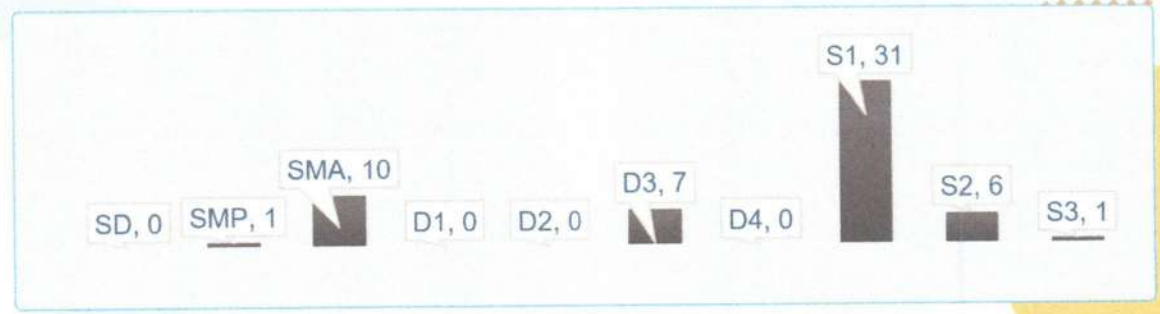 SD, 0
SMP, 1
SMA, 10
D1, 0
D2, 0
D3, 7
D4, 0
S1, 31
S2, 6
S3, 1